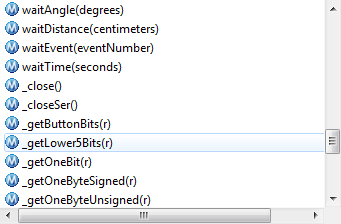 waitAngle(degrees)
waitDistance(centimeters)
waitEvent(eventNumber)
waitTime(seconds)
_close()
_closeSer()
_getButtonBits(r)
_getLower5Bits(r)
_getOneBit(r)
_getOneByteSigned(r)
_getOneByteUnsigned(r)